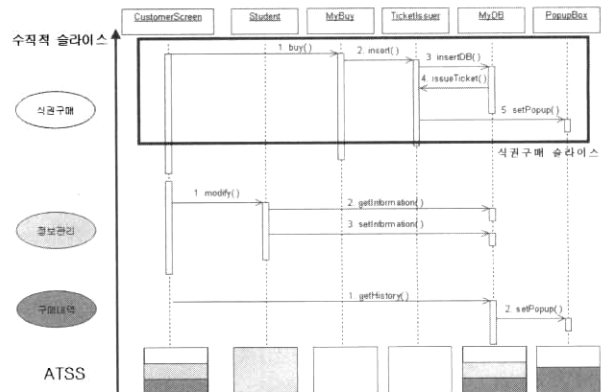 CustomerScreen Student MyBuy TicketIssuer MyDB PopupBox
수직적 슬라이스
1. buy()
2. insert()
3. insertDB()
4. issueTicket()
식권구매
5. setPopup()
식권구매 슬라이스
1. modify()
2. getInformation()
정보관리
3. setInformation()
1. getHistory()
구매내역
2. setPopup()
ATSS